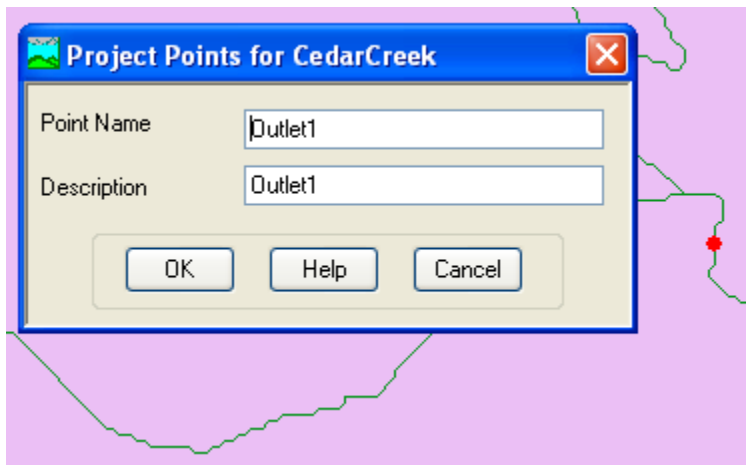 Project Points for CedarCreek
Point Name Outlet1
Description Outlet1
OK Help Cancel